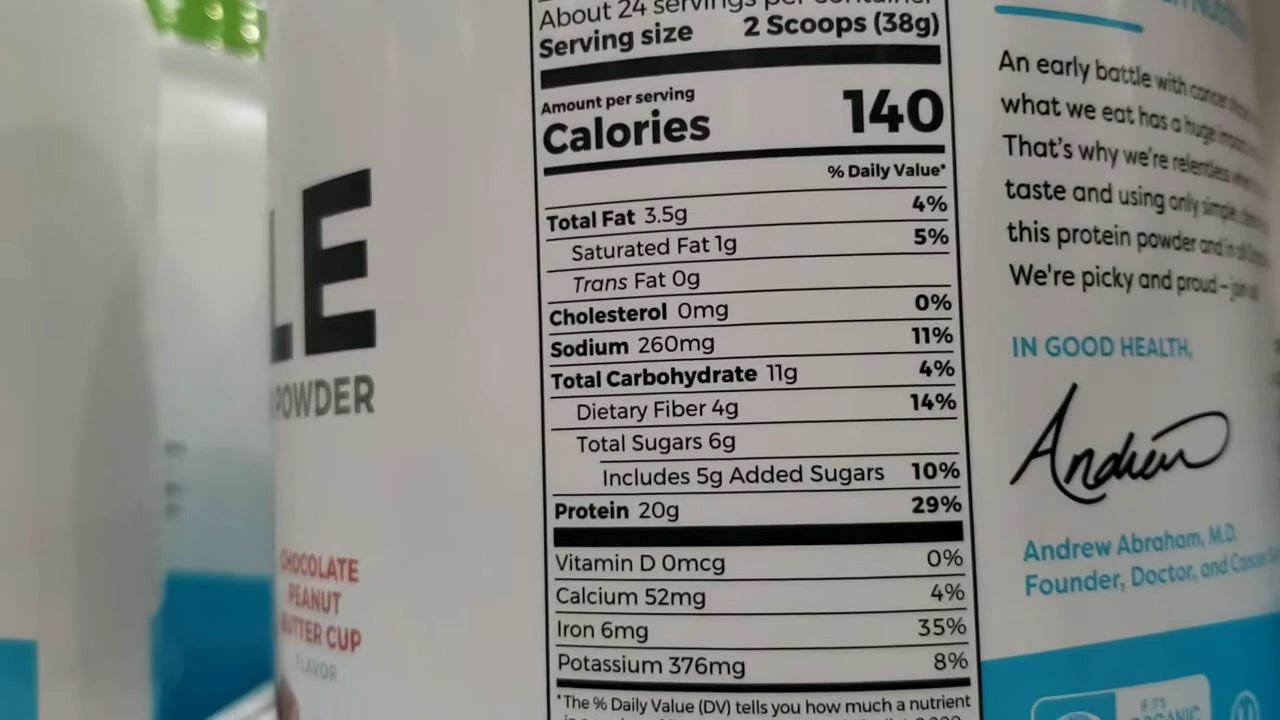 LE
POWDER
CHOCOLATE
PEANUT
BUTTER CUP
FLAVOR
About 24 servings per container
Serving size 2 Scoops (38g)
Amount per serving
Calories 140
% Daily Value*
Total Fat 3.5g 4%
Saturated Fat 1g 5%
Trans Fat 0g
Cholesterol 0mg 0%
Sodium 260mg 11%
Total Carbohydrate 11g 4%
Dietary Fiber 4g 14%
Total Sugars 6g
Includes 5g Added Sugars 10%
Protein 20g 29%
Vitamin D 0mcg 0%
Calcium 52mg 4%
Iron 6mg 35%
Potassium 376mg 8%
*The % Daily Value (DV) tells you how much a nutrient
An early battle with cancer
what we eat has a huge
That's why we're relentless
taste and using only simple,
this protein powder and in all
We're picky and proud – join us!
IN GOOD HEALTH,
Andrew
Andrew Abraham, M.D.
Founder, Doctor, and Cancer
IF IT'S
ORGANIC
U